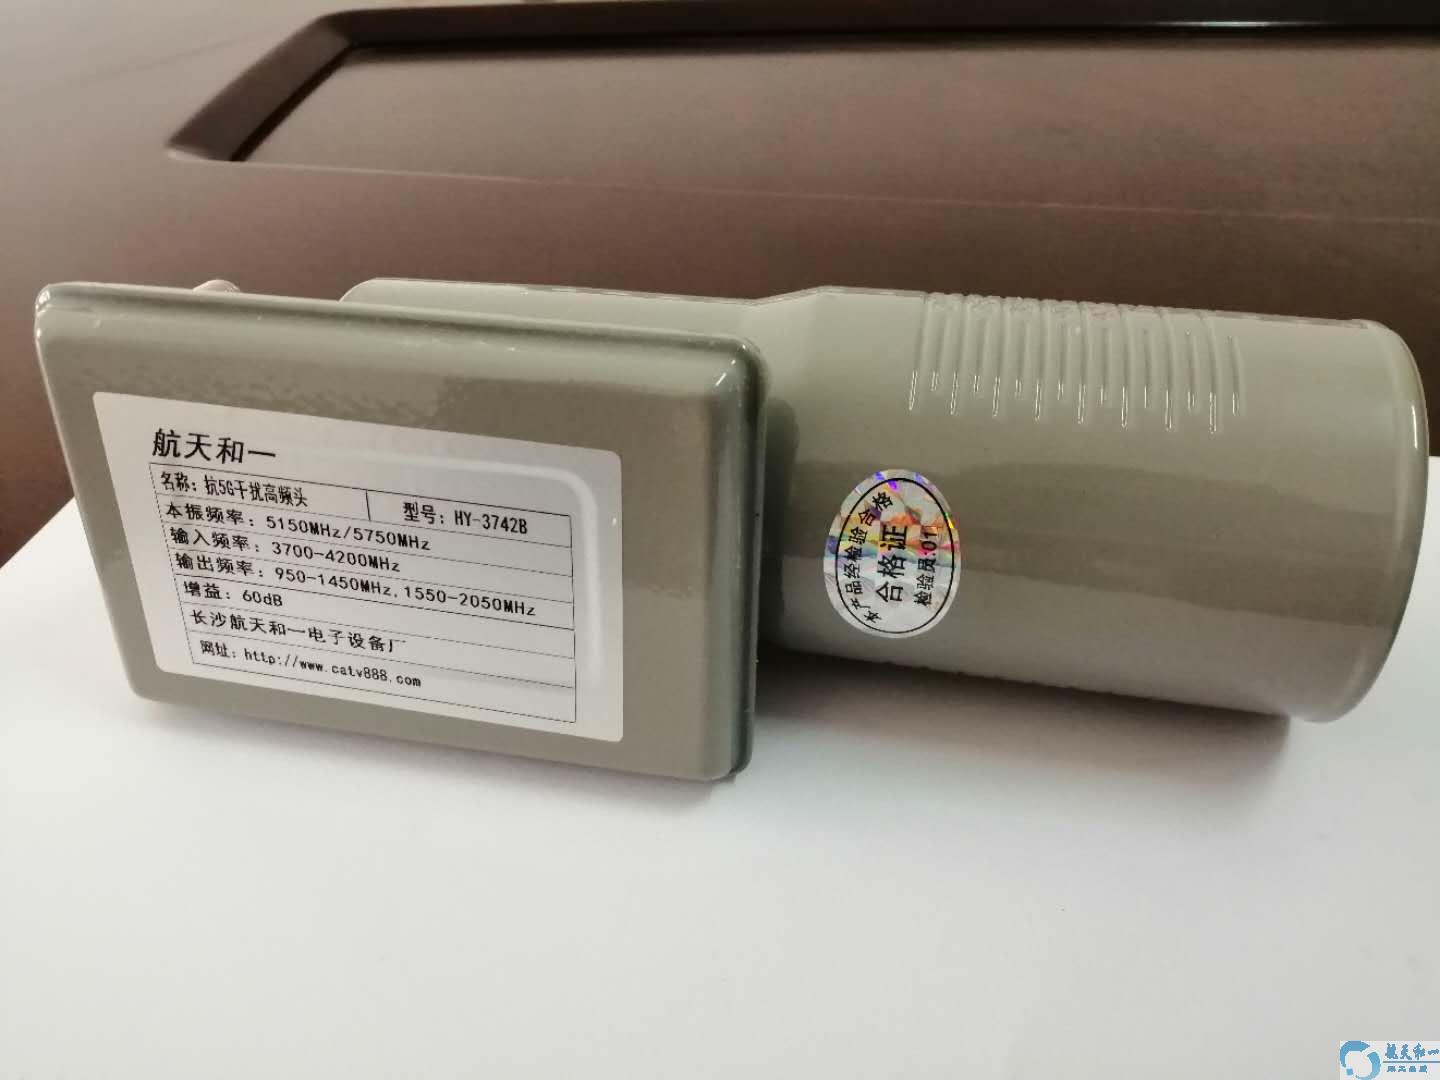 航天和一
名称：抗5G干扰高频头 型号：HY-3742B
本振频率：5150MHz/5750MHz
输入频率：3700-4200MHz
输出频率：950-1450MHz,1550-2050MHz
增益：60dB
长沙航天和一电子设备厂
网址：http://www.catv888.com
本产品经检验合格
合格证
检验员:01
航天和一